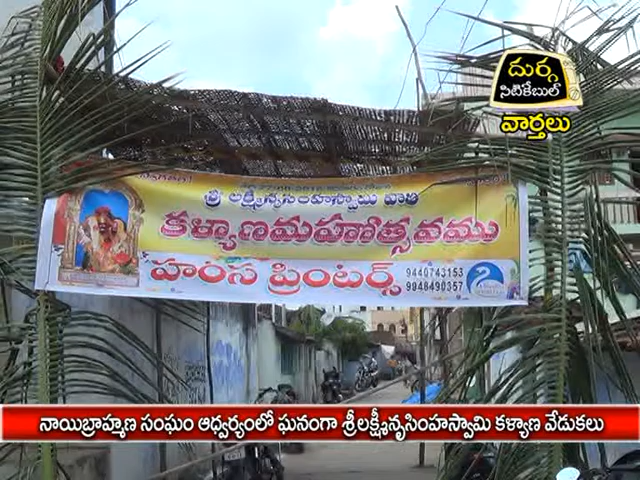 దుర్గ
సిటికేబుల్
వార్తలు
శ్రీ లక్ష్మీనృసింహస్వామి వారి
కళ్యాణమహోత్సవము
హంస ప్రింటర్స్
9440743153
9948490357
నాయిబ్రాహ్మణ సంఘం ఆధ్వర్యంలో ఘనంగా శ్రీలక్ష్మీనృసింహస్వామి కళ్యాణ వేడుకలు